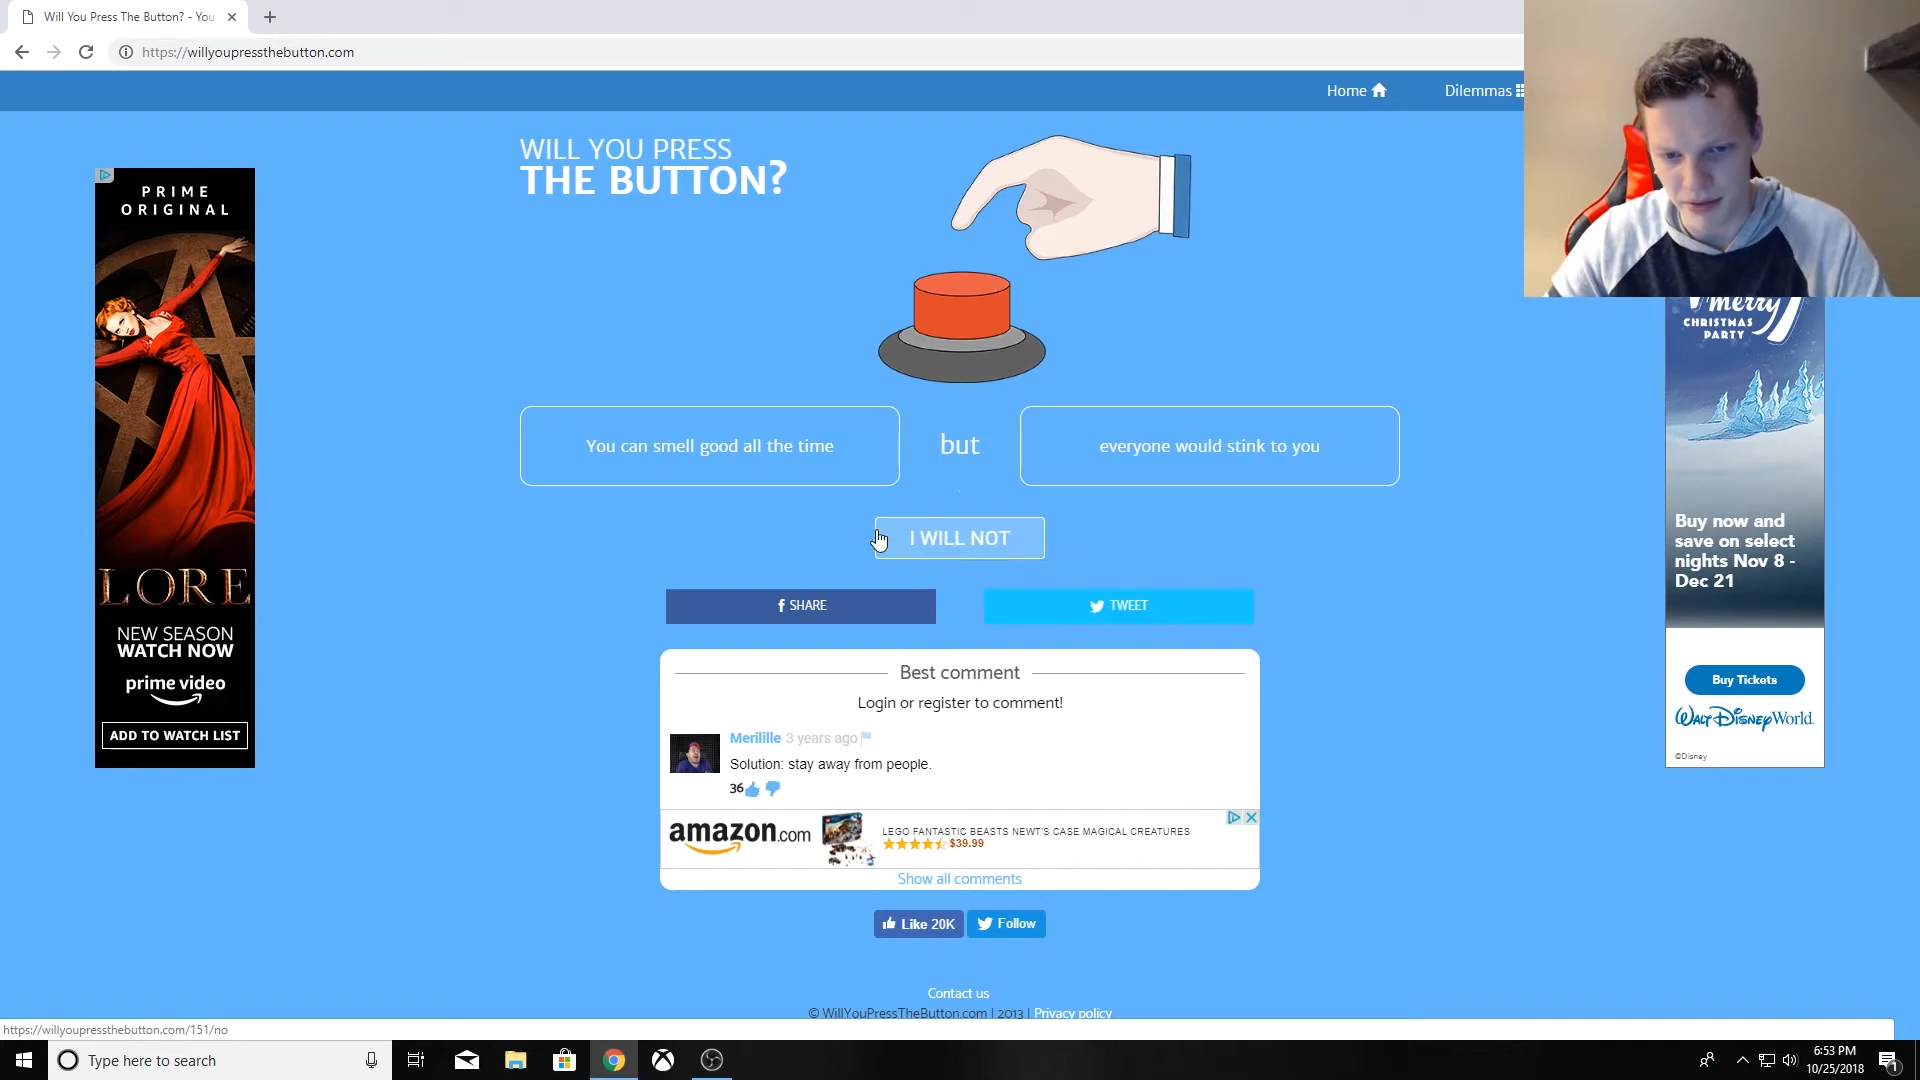 Will You Press The Button? - You
https://willyoupressthebutton.com
Home
Dilemmas
WILL YOU PRESS
THE BUTTON?
PRIME
ORIGINAL
LORE
NEW SEASON
WATCH NOW
prime video
ADD TO WATCH LIST
You can smell good all the time
but
everyone would stink to you
I WILL NOT
SHARE
TWEET
Best comment
Login or register to comment!
Merilille 3 years ago
Solution: stay away from people.
36
amazon.com
LEGO FANTASTIC BEASTS NEWT'S CASE MAGICAL CREATURES
$39.99
Show all comments
Like 20K
Follow
Contact us
© WillYouPressTheButton.com | 2013 | Privacy policy
merry
CHRISTMAS
PARTY
Buy now and
save on select
nights Nov 8 -
Dec 21
Buy Tickets
Walt Disney World
©Disney
https://willyoupressthebutton.com/151/no
Type here to search
6:53 PM
10/25/2018
1